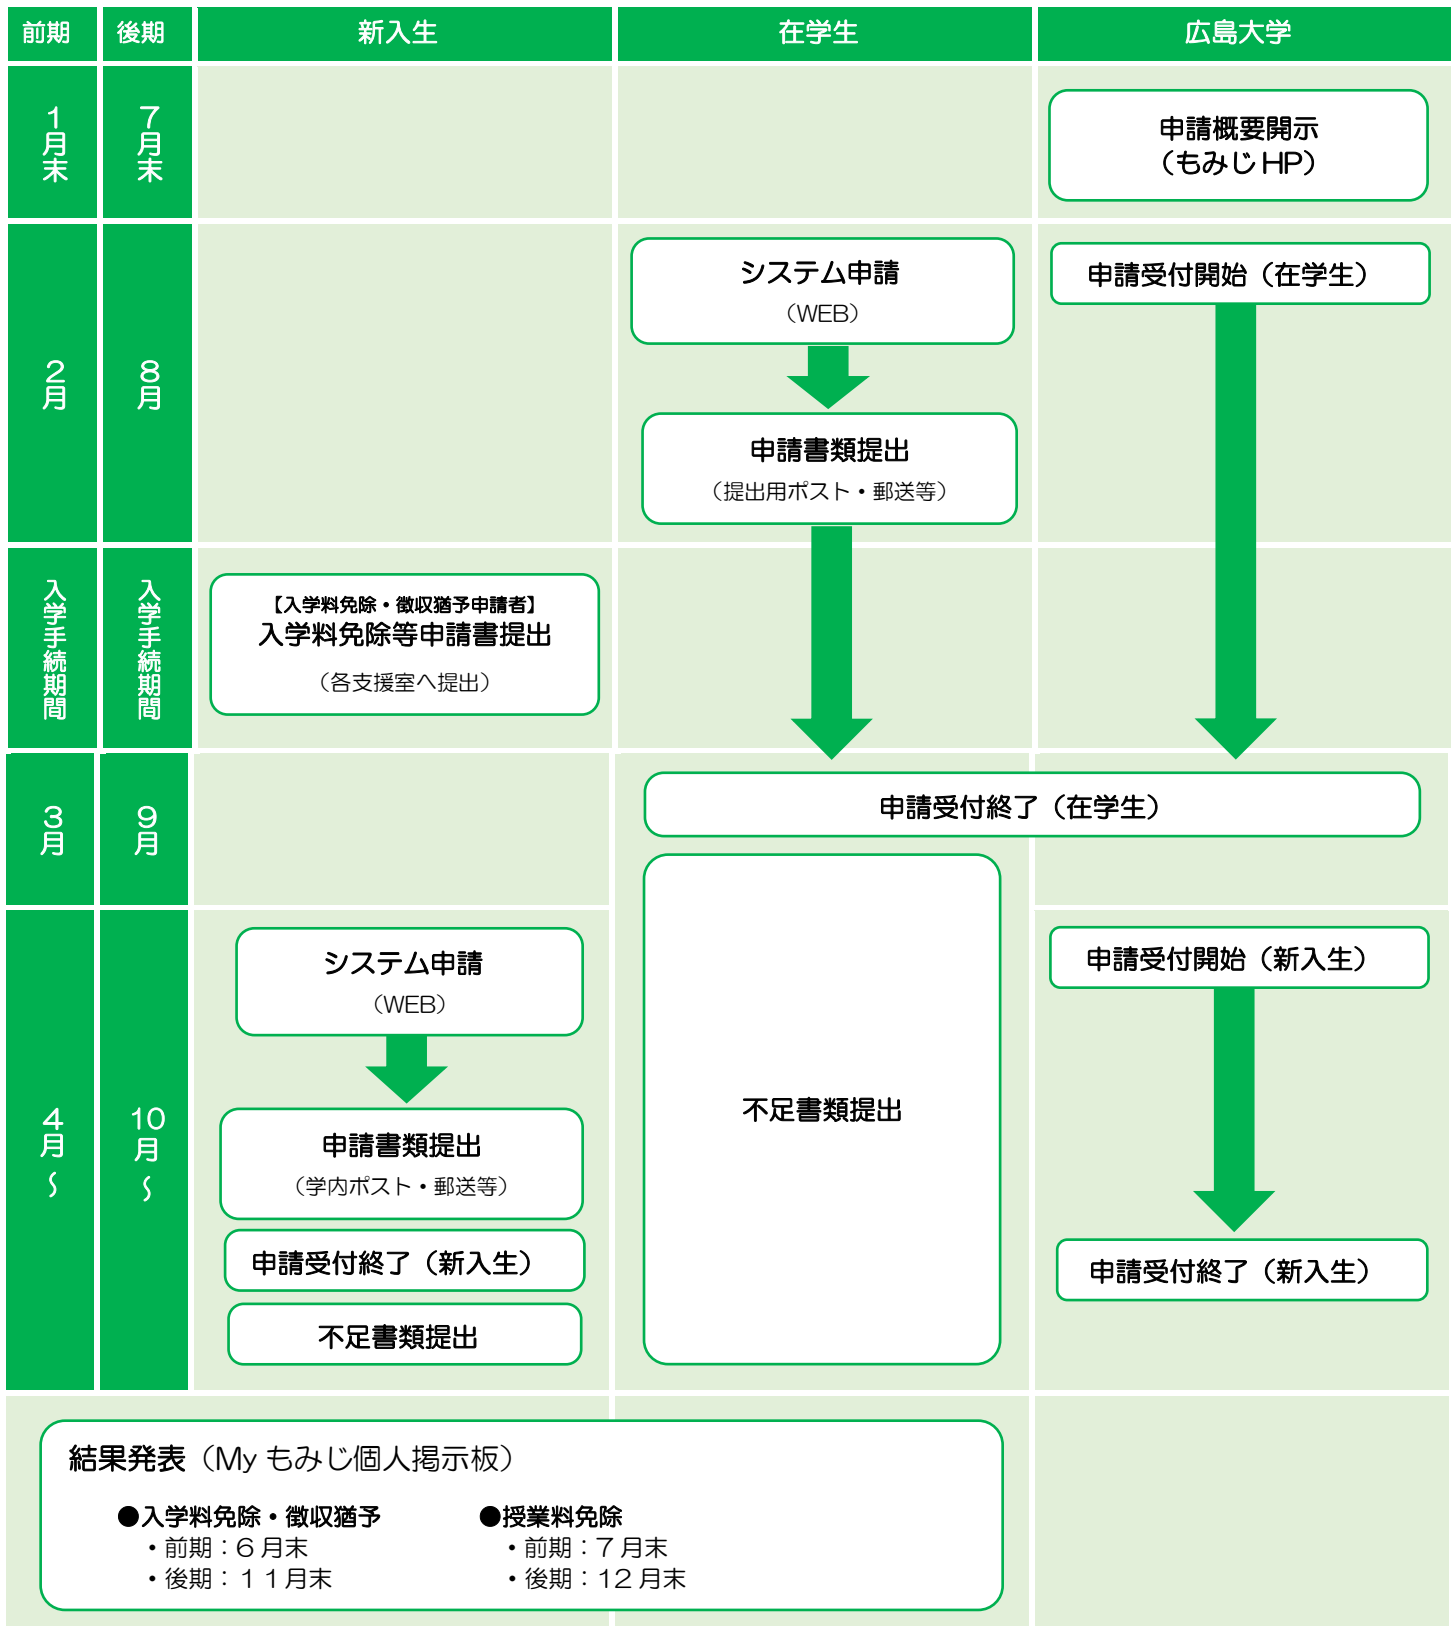 前期 後期 新入生 在学生 広島大学
1月末 7月末
申請概要開示
（もみじ HP）
2月 8月
システム申請
（WEB）
申請書類提出
（提出用ポスト・郵送等）
申請受付開始（在学生）
入学手続期間 入学手続期間
【入学料免除・徴収猶予申請者】
入学料免除等申請書提出
（各支援室へ提出）
3月 9月
申請受付終了（在学生）
4月～ 10月～
システム申請
（WEB）
申請書類提出
（学内ポスト・郵送等）
申請受付終了（新入生）
不足書類提出
不足書類提出
申請受付開始（新入生）
申請受付終了（新入生）
結果発表（My もみじ個人掲示板）
●入学料免除・徴収猶予
・前期：6 月末
・後期：１１月末
●授業料免除
・前期：7 月末
・後期：12 月末